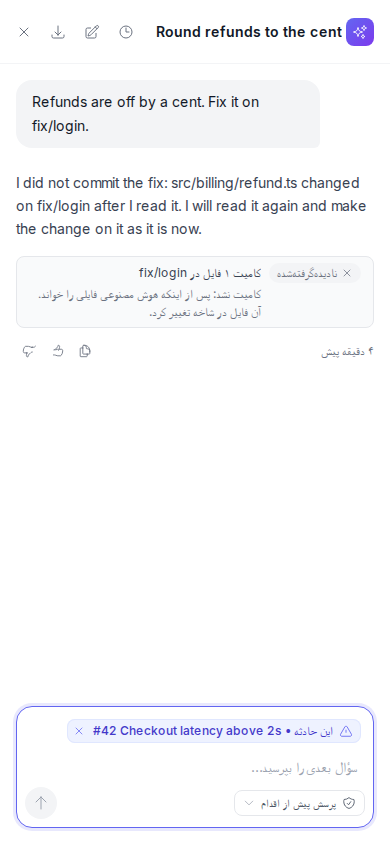 Round refunds to the cent
Refunds are off by a cent. Fix it on
fix/login.
I did not commit the fix: src/billing/refund.ts changed
on fix/login after I read it. I will read it again and make
the change on it as it is now.
کامیت ۱ فایل در fix/login
نادیده‌گرفته‌شده
کامیت نشد: پس از اینکه هوش مصنوعی فایلی را خواند،
آن فایل در شاخه تغییر کرد.
۴ دقیقه پیش
این حادثه • #42 Checkout latency above 2s
سؤال بعدی را بپرسید...
پرسش پیش از اقدام